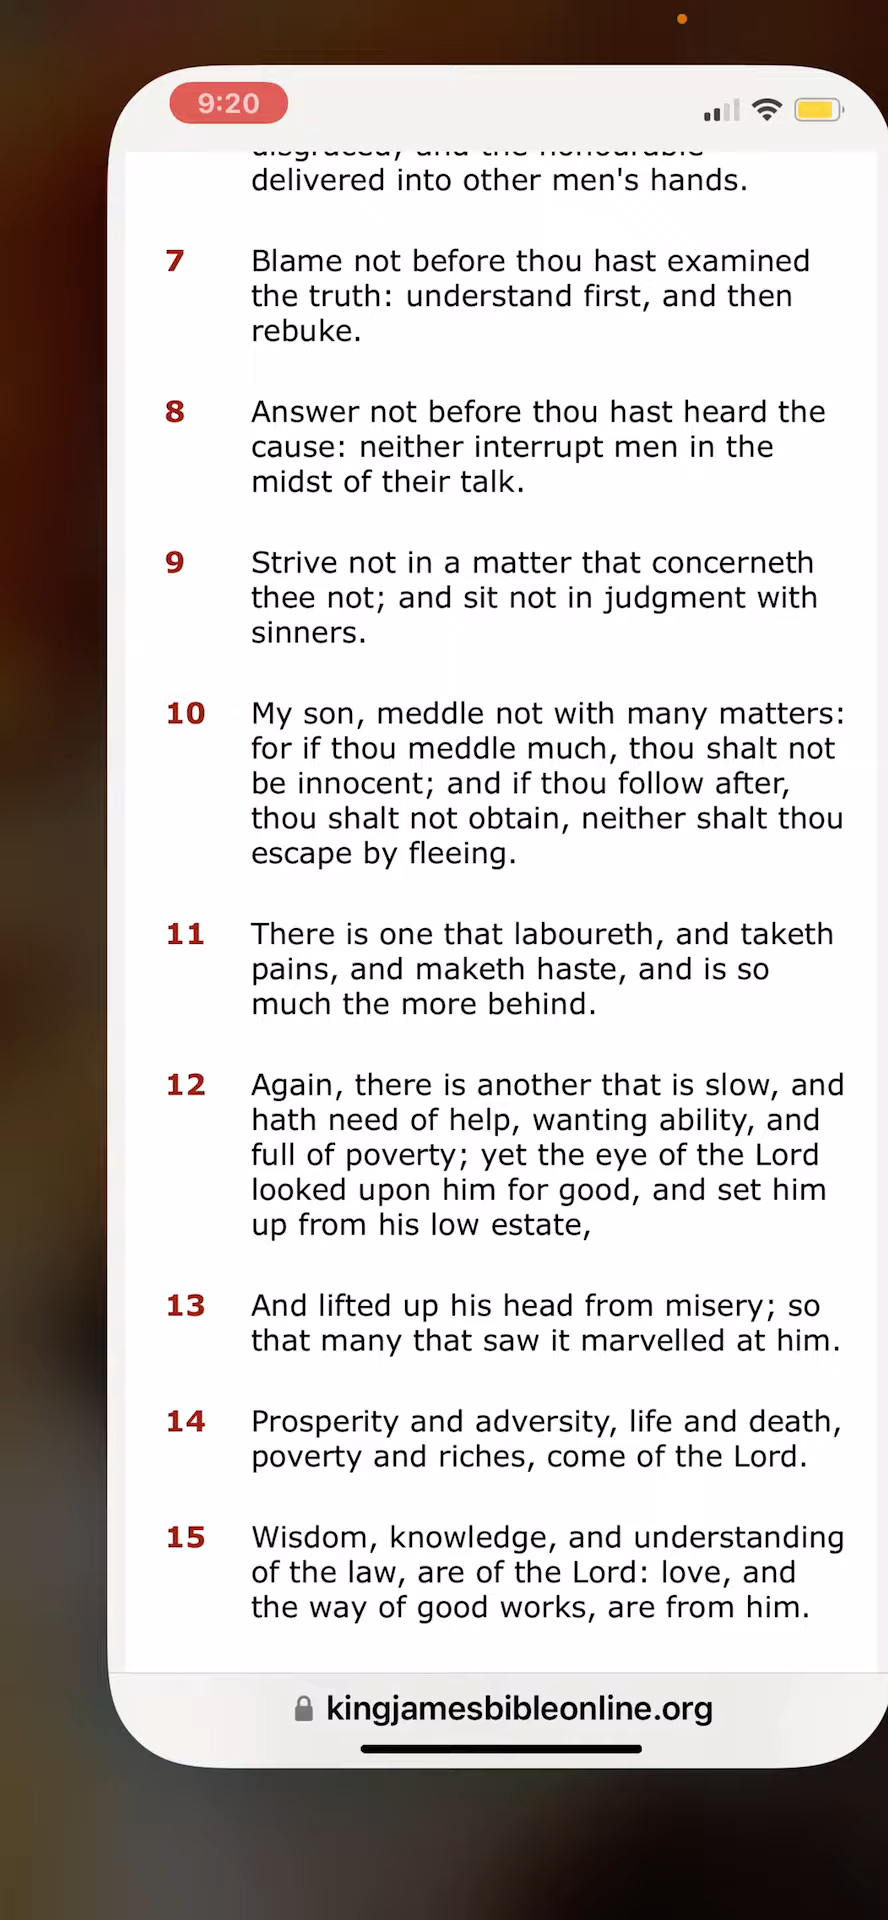 9:20
delivered into other men's hands.
7 Blame not before thou hast examined
the truth: understand first, and then
rebuke.
8 Answer not before thou hast heard the
cause: neither interrupt men in the
midst of their talk.
9 Strive not in a matter that concerneth
thee not; and sit not in judgment with
sinners.
10 My son, meddle not with many matters:
for if thou meddle much, thou shalt not
be innocent; and if thou follow after,
thou shalt not obtain, neither shalt thou
escape by fleeing.
11 There is one that laboureth, and taketh
pains, and maketh haste, and is so
much the more behind.
12 Again, there is another that is slow, and
hath need of help, wanting ability, and
full of poverty; yet the eye of the Lord
looked upon him for good, and set him
up from his low estate,
13 And lifted up his head from misery; so
that many that saw it marvelled at him.
14 Prosperity and adversity, life and death,
poverty and riches, come of the Lord.
15 Wisdom, knowledge, and understanding
of the law, are of the Lord: love, and
the way of good works, are from him.
kingjamesbibleonline.org